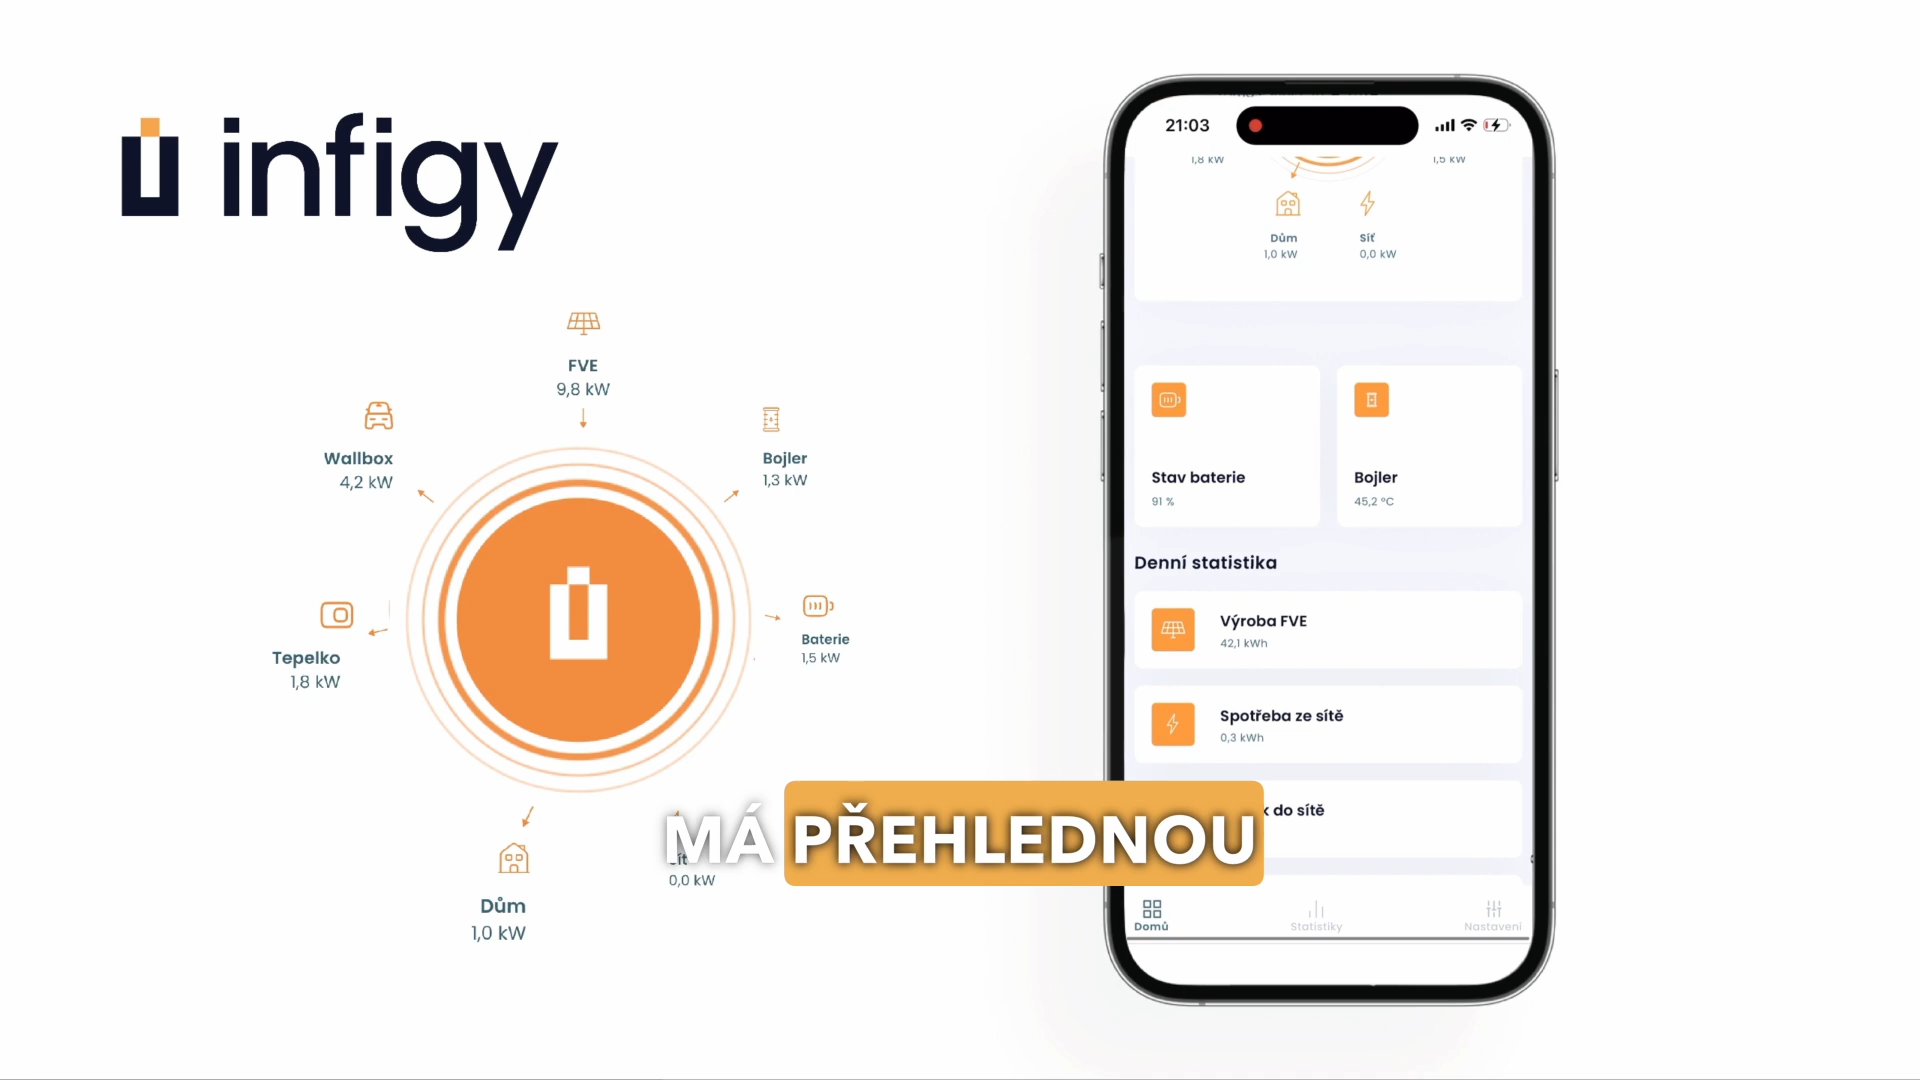 infigy
FVE
9,8 kW
Wallbox
4,2 kW
Bojler
1,3 kW
Tepelko
1,8 kW
Baterie
1,5 kW
Dům
1,0 kW
0,0 kW
MÁ PŘEHLEDNOU
21:03
1,8 kW
1,5 kW
Dům
1,0 kW
Síť
0,0 kW
Stav baterie
91 %
Bojler
45,2 °C
Denní statistika
Výroba FVE
42,1 kWh
Spotřeba ze sítě
0,3 kWh
do sítě
Domů
Statistiky
Nastavení